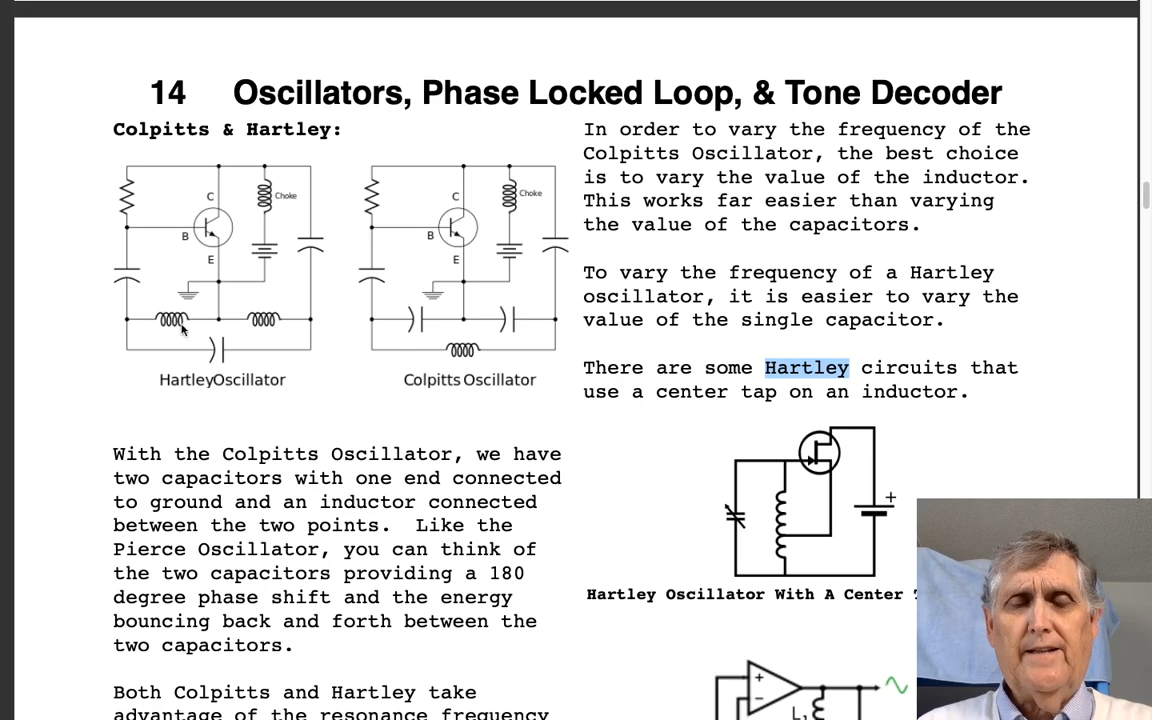 14 Oscillators, Phase Locked Loop, & Tone Decoder
Colpitts & Hartley:
C
B
E
Choke
HartleyOscillator
C
B
E
Choke
Colpitts Oscillator
With the Colpitts Oscillator, we have
two capacitors with one end connected
to ground and an inductor connected
between the two points. Like the
Pierce Oscillator, you can think of
the two capacitors providing a 180
degree phase shift and the energy
bouncing back and forth between the
two capacitors.
Both Colpitts and Hartley take
advantage of the resonance frequency
In order to vary the frequency of the
Colpitts Oscillator, the best choice
is to vary the value of the inductor.
This works far easier than varying
the value of the capacitors.
To vary the frequency of a Hartley
oscillator, it is easier to vary the
value of the single capacitor.
There are some Hartley circuits that
use a center tap on an inductor.
+
Hartley Oscillator With A Center
+
-
L1